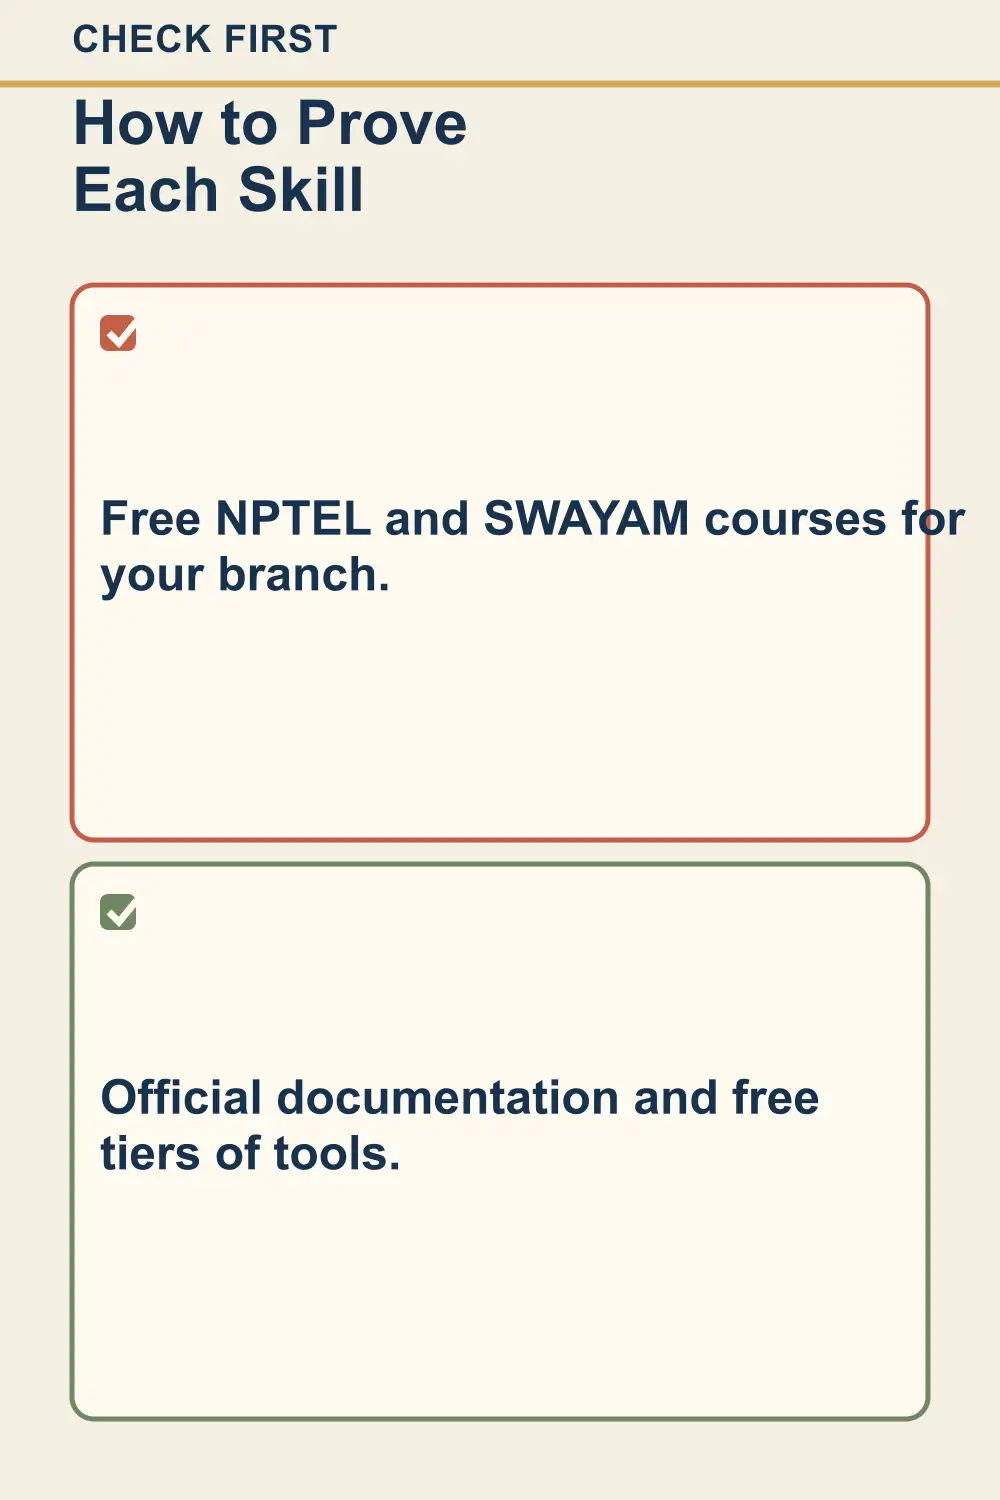 CHECK FIRST
How to Prove
Each Skill
Free NPTEL and SWAYAM courses for
your branch.
Official documentation and free
tiers of tools.